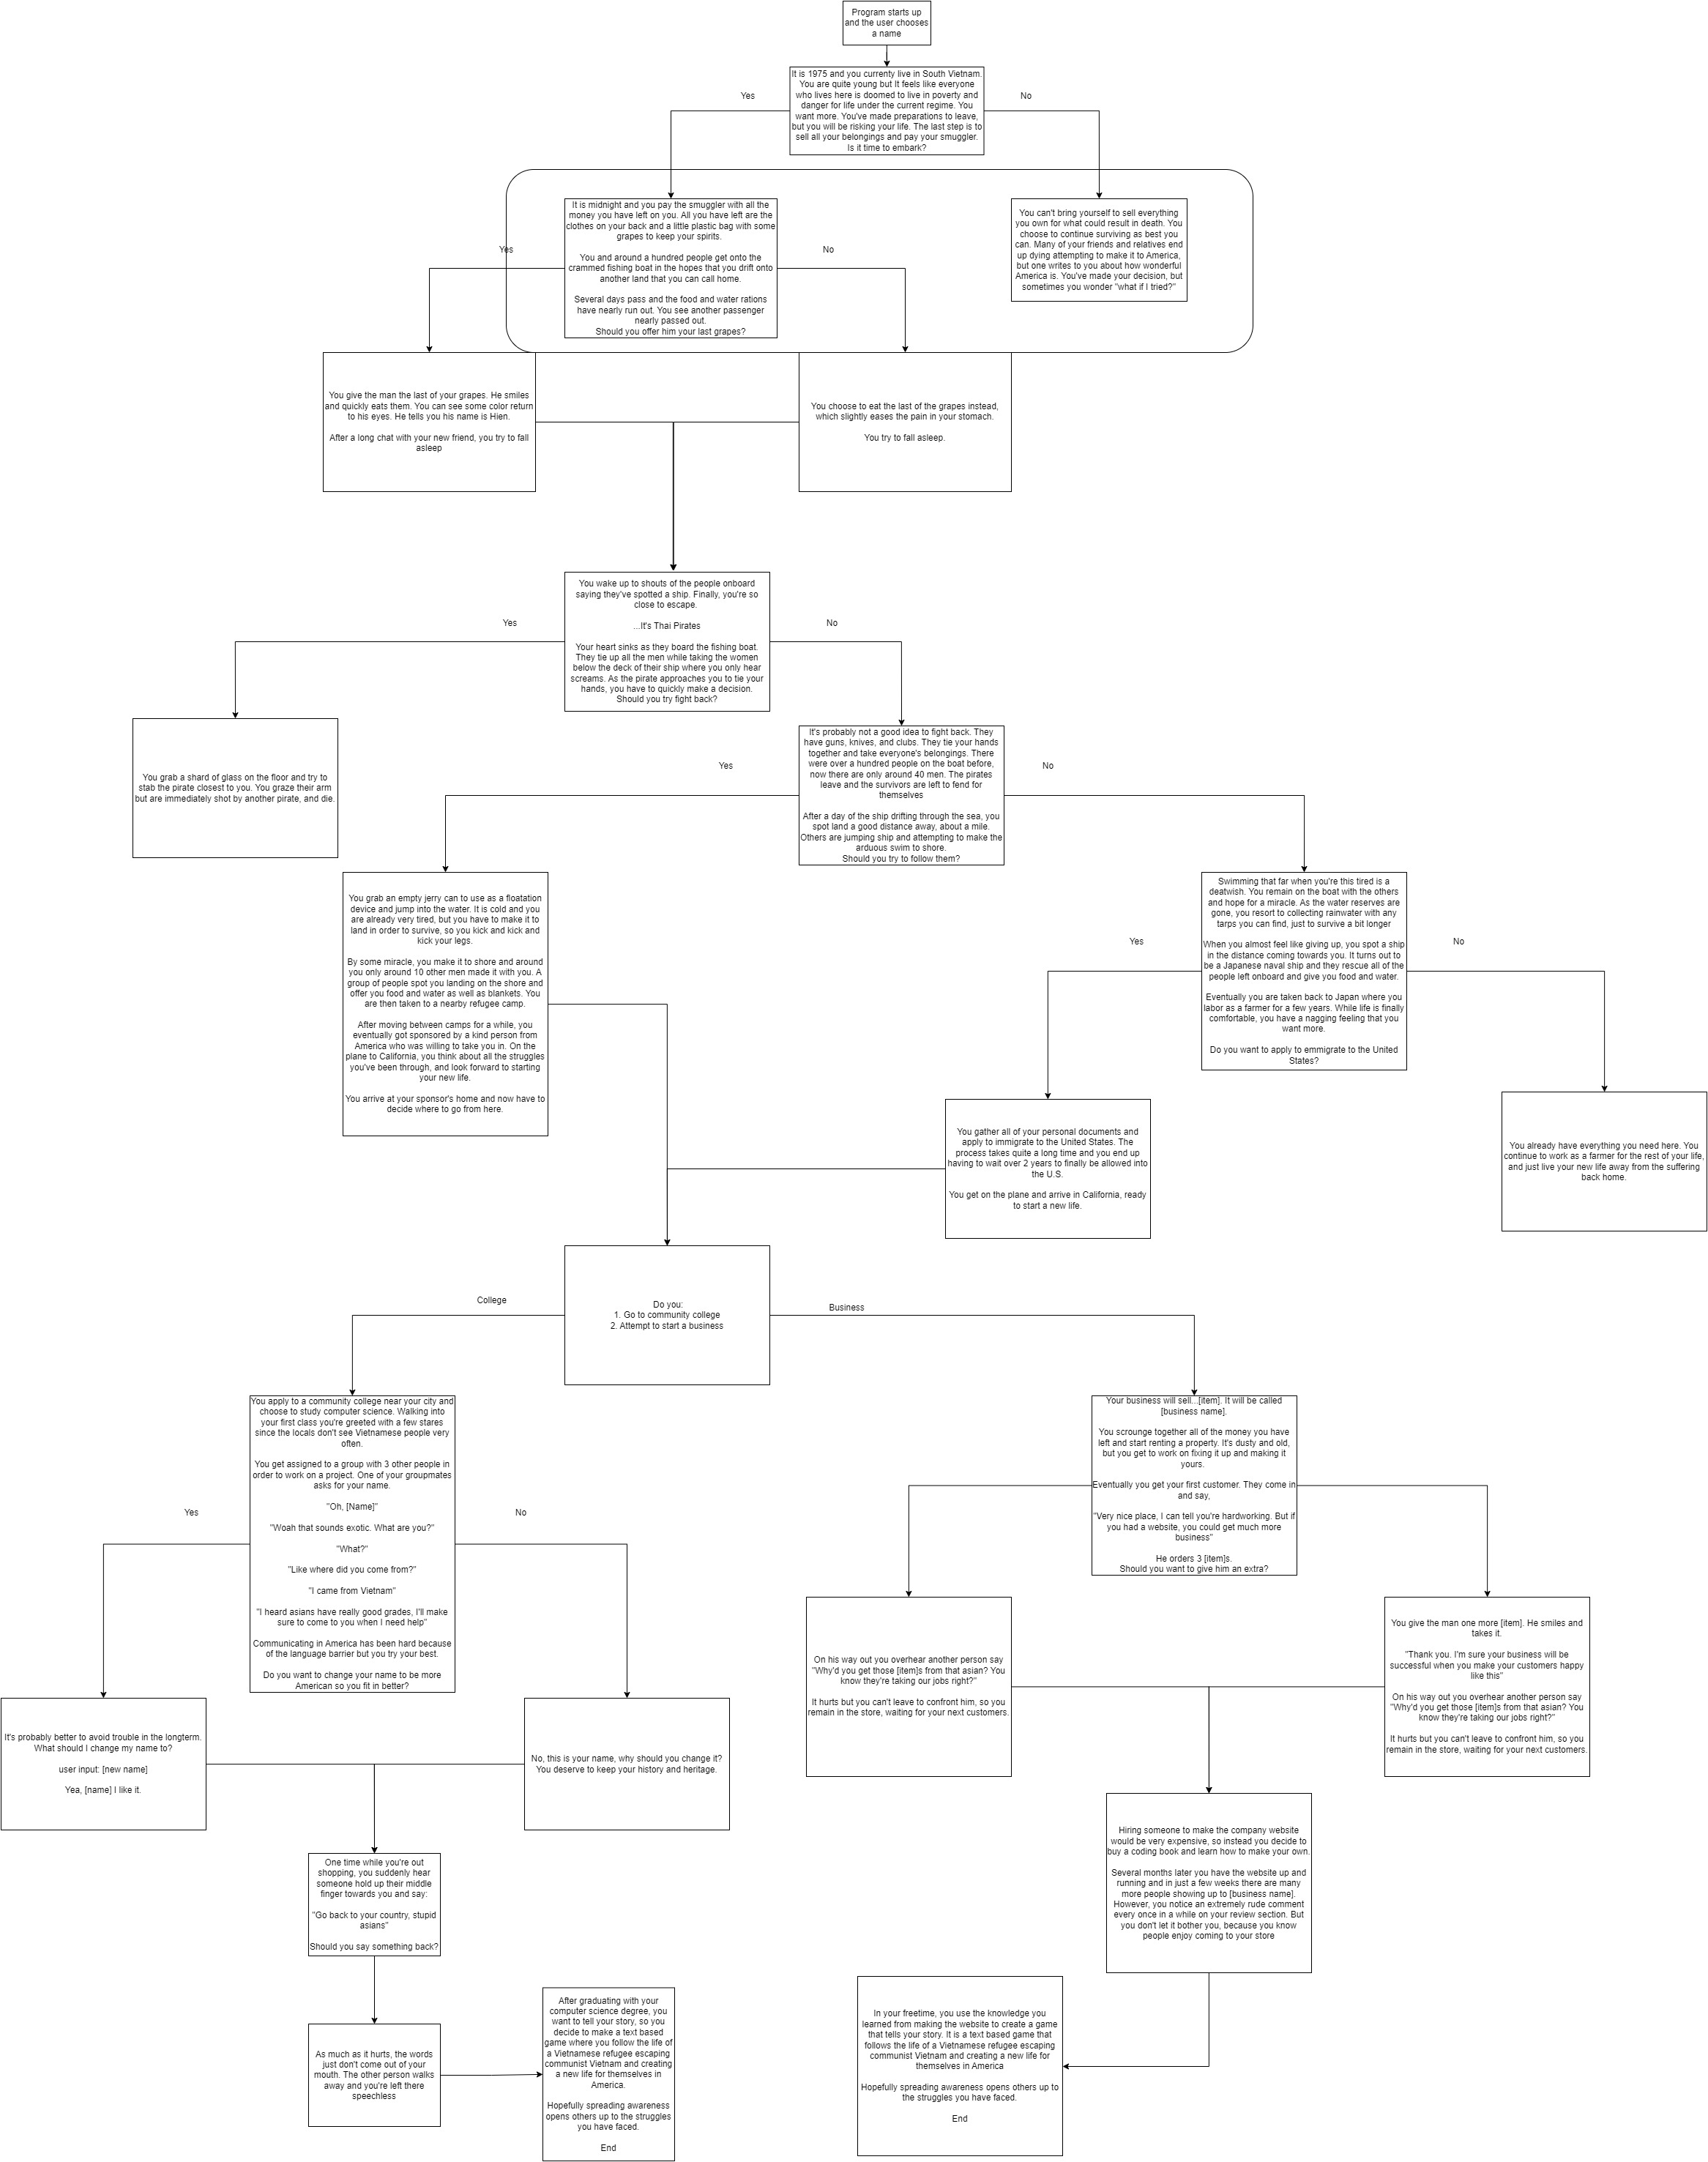 Program starts up
and the user chooses
a name
It is 1975 and you currenty live in South Vietnam.
You are quite young but It feels like everyone
who lives here is doomed to live in poverty and
danger for life under the current regime. You
want more. You've made preparations to leave,
but you will be risking your life. The last step is to
sell all your belongings and pay your smuggler.
Is it time to embark?
Yes
No
It is midnight and you pay the smuggler with all the
money you have left on you. All you have left are the
clothes on your back and a little plastic bag with some
grapes to keep your spirits.
You and around a hundred people get onto the
crammed fishing boat in the hopes that you drift onto
another land that you can call home.
Several days pass and the food and water rations
have nearly run out. You see another passenger
nearly passed out.
Should you offer him your last grapes?
You can't bring yourself to sell everything
you own for what could result in death. You
choose to continue surviving as best you
can. Many of your friends and relatives end
up dying attempting to make it to America,
but one writes to you about how wonderful
America is. You've made your decision, but
sometimes you wonder "what if I tried?"
Yes
No
You give the man the last of your grapes. He smiles
and quickly eats them. You can see some color return
to his eyes. He tells you his name is Hien.
After a long chat with your new friend, you try to fall
asleep
You choose to eat the last of the grapes instead,
which slightly eases the pain in your stomach.
You try to fall asleep.
You wake up to shouts of the people onboard
saying they've spotted a ship. Finally, you're so
close to escape.
...It's Thai Pirates
Your heart sinks as they board the fishing boat.
They tie up all the men while taking the women
below the deck of their ship where you only hear
screams. As the pirate approaches you to tie your
hands, you have to quickly make a decision.
Should you try fight back?
Yes
No
You grab a shard of glass on the floor and try to
stab the pirate closest to you. You graze their arm
but are immediately shot by another pirate, and die.
It's probably not a good idea to fight back. They
have guns, knives, and clubs. They tie your hands
together and take everyone's belongings. There
were over a hundred people on the boat before,
now there are only around 40 men. The pirates
leave and the survivors are left to fend for
themselves
After a day of the ship drifting through the sea, you
spot land a good distance away, about a mile.
Others are jumping ship and attempting to make the
arduous swim to shore.
Should you try to follow them?
Yes
No
You grab an empty jerry can to use as a floatation
device and jump into the water. It is cold and you
are already very tired, but you have to make it to
land in order to survive, so you kick and kick and
kick your legs.
By some miracle, you make it to shore and around
you only around 10 other men made it with you. A
group of people spot you landing on the shore and
offer you food and water as well as blankets. You
are then taken to a nearby refugee camp.
After moving between camps for a while, you
eventually got sponsored by a kind person from
America who was willing to take you in. On the
plane to California, you think about all the struggles
you've been through, and look forward to starting
your new life.
You arrive at your sponsor's home and now have to
decide where to go from here.
Swimming that far when you're this tired is a
deatwish. You remain on the boat with the others
and hope for a miracle. As the water reserves are
gone, you resort to collecting rainwater with any
tarps you can find, just to survive a bit longer
When you almost feel like giving up, you spot a ship
in the distance coming towards you. It turns out to
be a Japanese naval ship and they rescue all of the
people left onboard and give you food and water.
Eventually you are taken back to Japan where you
labor as a farmer for a few years. While life is finally
comfortable, you have a nagging feeling that you
want more.
Do you want to apply to emmigrate to the United
States?
Yes
No
You gather all of your personal documents and
apply to immigrate to the United States. The
process takes quite a long time and you end up
having to wait over 2 years to finally be allowed into
the U.S.
You get on the plane and arrive in California, ready
to start a new life.
You already have everything you need here. You
continue to work as a farmer for the rest of your life,
and just live your new life away from the suffering
back home.
Do you:
1. Go to community college
2. Attempt to start a business
College
Business
You apply to a community college near your city and
choose to study computer science. Walking into
your first class you're greeted with a few stares
since the locals don't see Vietnamese people very
often.
You get assigned to a group with 3 other people in
order to work on a project. One of your groupmates
asks for your name.
"Oh, [Name]"
"Woah that sounds exotic. What are you?"
"What?"
"Like where did you come from?"
"I came from Vietnam"
"I heard asians have really good grades, I'll make
sure to come to you when I need help"
Communicating in America has been hard because
of the language barrier but you try your best.
Do you want to change your name to be more
American so you fit in better?
Yes
No
Your business will sell...[item]. It will be called
[business name].
You scrounge together all of the money you have
left and start renting a property. It's dusty and old,
but you get to work on fixing it up and making it
yours.
Eventually you get your first customer. They come in
and say,
"Very nice place, I can tell you're hardworking. But if
you had a website, you could get much more
business"
He orders 3 [item]s.
Should you want to give him an extra?
On his way out you overhear another person say
"Why'd you get those [item]s from that asian? You
know they're taking our jobs right?"
It hurts but you can't leave to confront him, so you
remain in the store, waiting for your next customers.
You give the man one more [item]. He smiles and
takes it.
"Thank you. I'm sure your business will be
successful when you make your customers happy
like this"
On his way out you overhear another person say
"Why'd you get those [item]s from that asian? You
know they're taking our jobs right?"
It hurts but you can't leave to confront him, so you
remain in the store, waiting for your next customers.
It's probably better to avoid trouble in the longterm.
What should I change my name to?
user input: [new name]
Yea, [name] I like it.
No, this is your name, why should you change it?
You deserve to keep your history and heritage.
One time while you're out
shopping, you suddenly hear
someone hold up their middle
finger towards you and say:
"Go back to your country, stupid
asians"
Should you say something back?
Hiring someone to make the company website
would be very expensive, so instead you decide to
buy a coding book and learn how to make your own.
Several months later you have the website up and
running and in just a few weeks there are many
more people showing up to [business name].
However, you notice an extremely rude comment
every once in a while on your review section. But
you don't let it bother you, because you know
people enjoy coming to your store
As much as it hurts, the words
just don't come out of your
mouth. The other person walks
away and you're left there
speechless
After graduating with your
computer science degree, you
want to tell your story, so you
decide to make a text based
game where you follow the life of
a Vietnamese refugee escaping
communist Vietnam and creating
a new life for themselves in
America.
Hopefully spreading awareness
opens others up to the struggles
you have faced.
End
In your freetime, you use the knowledge you
learned from making the website to create a game
that tells your story. It is a text based game that
follows the life of a Vietnamese refugee escaping
communist Vietnam and creating a new life for
themselves in America
Hopefully spreading awareness opens others up to
the struggles you have faced.
End